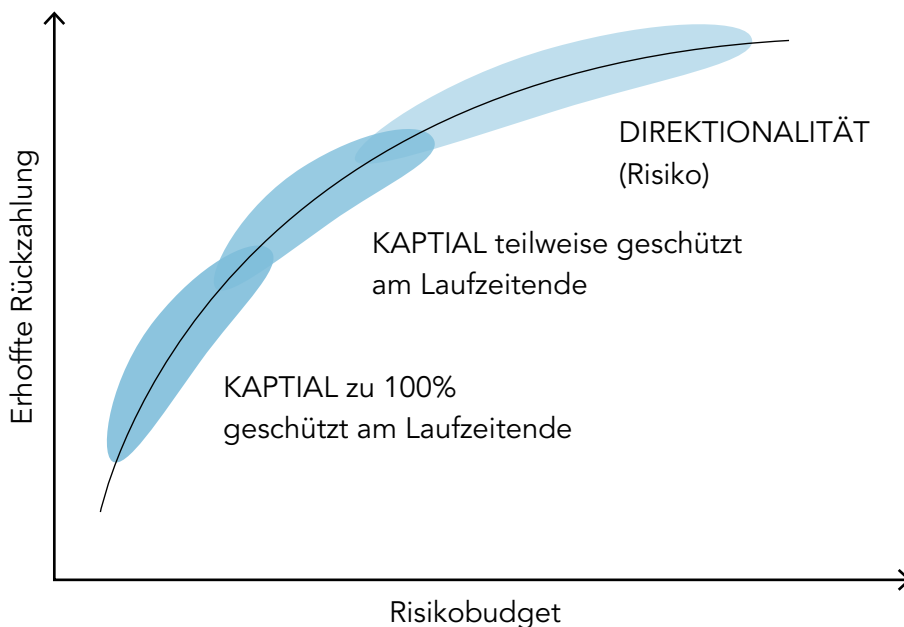 Erhoffte Rückzahlung
DIREKTIONALITÄT
(Risiko)
KAPTIAL teilweise geschützt
am Laufzeitende
KAPTIAL zu 100%
geschützt am Laufzeitende
Risikobudget